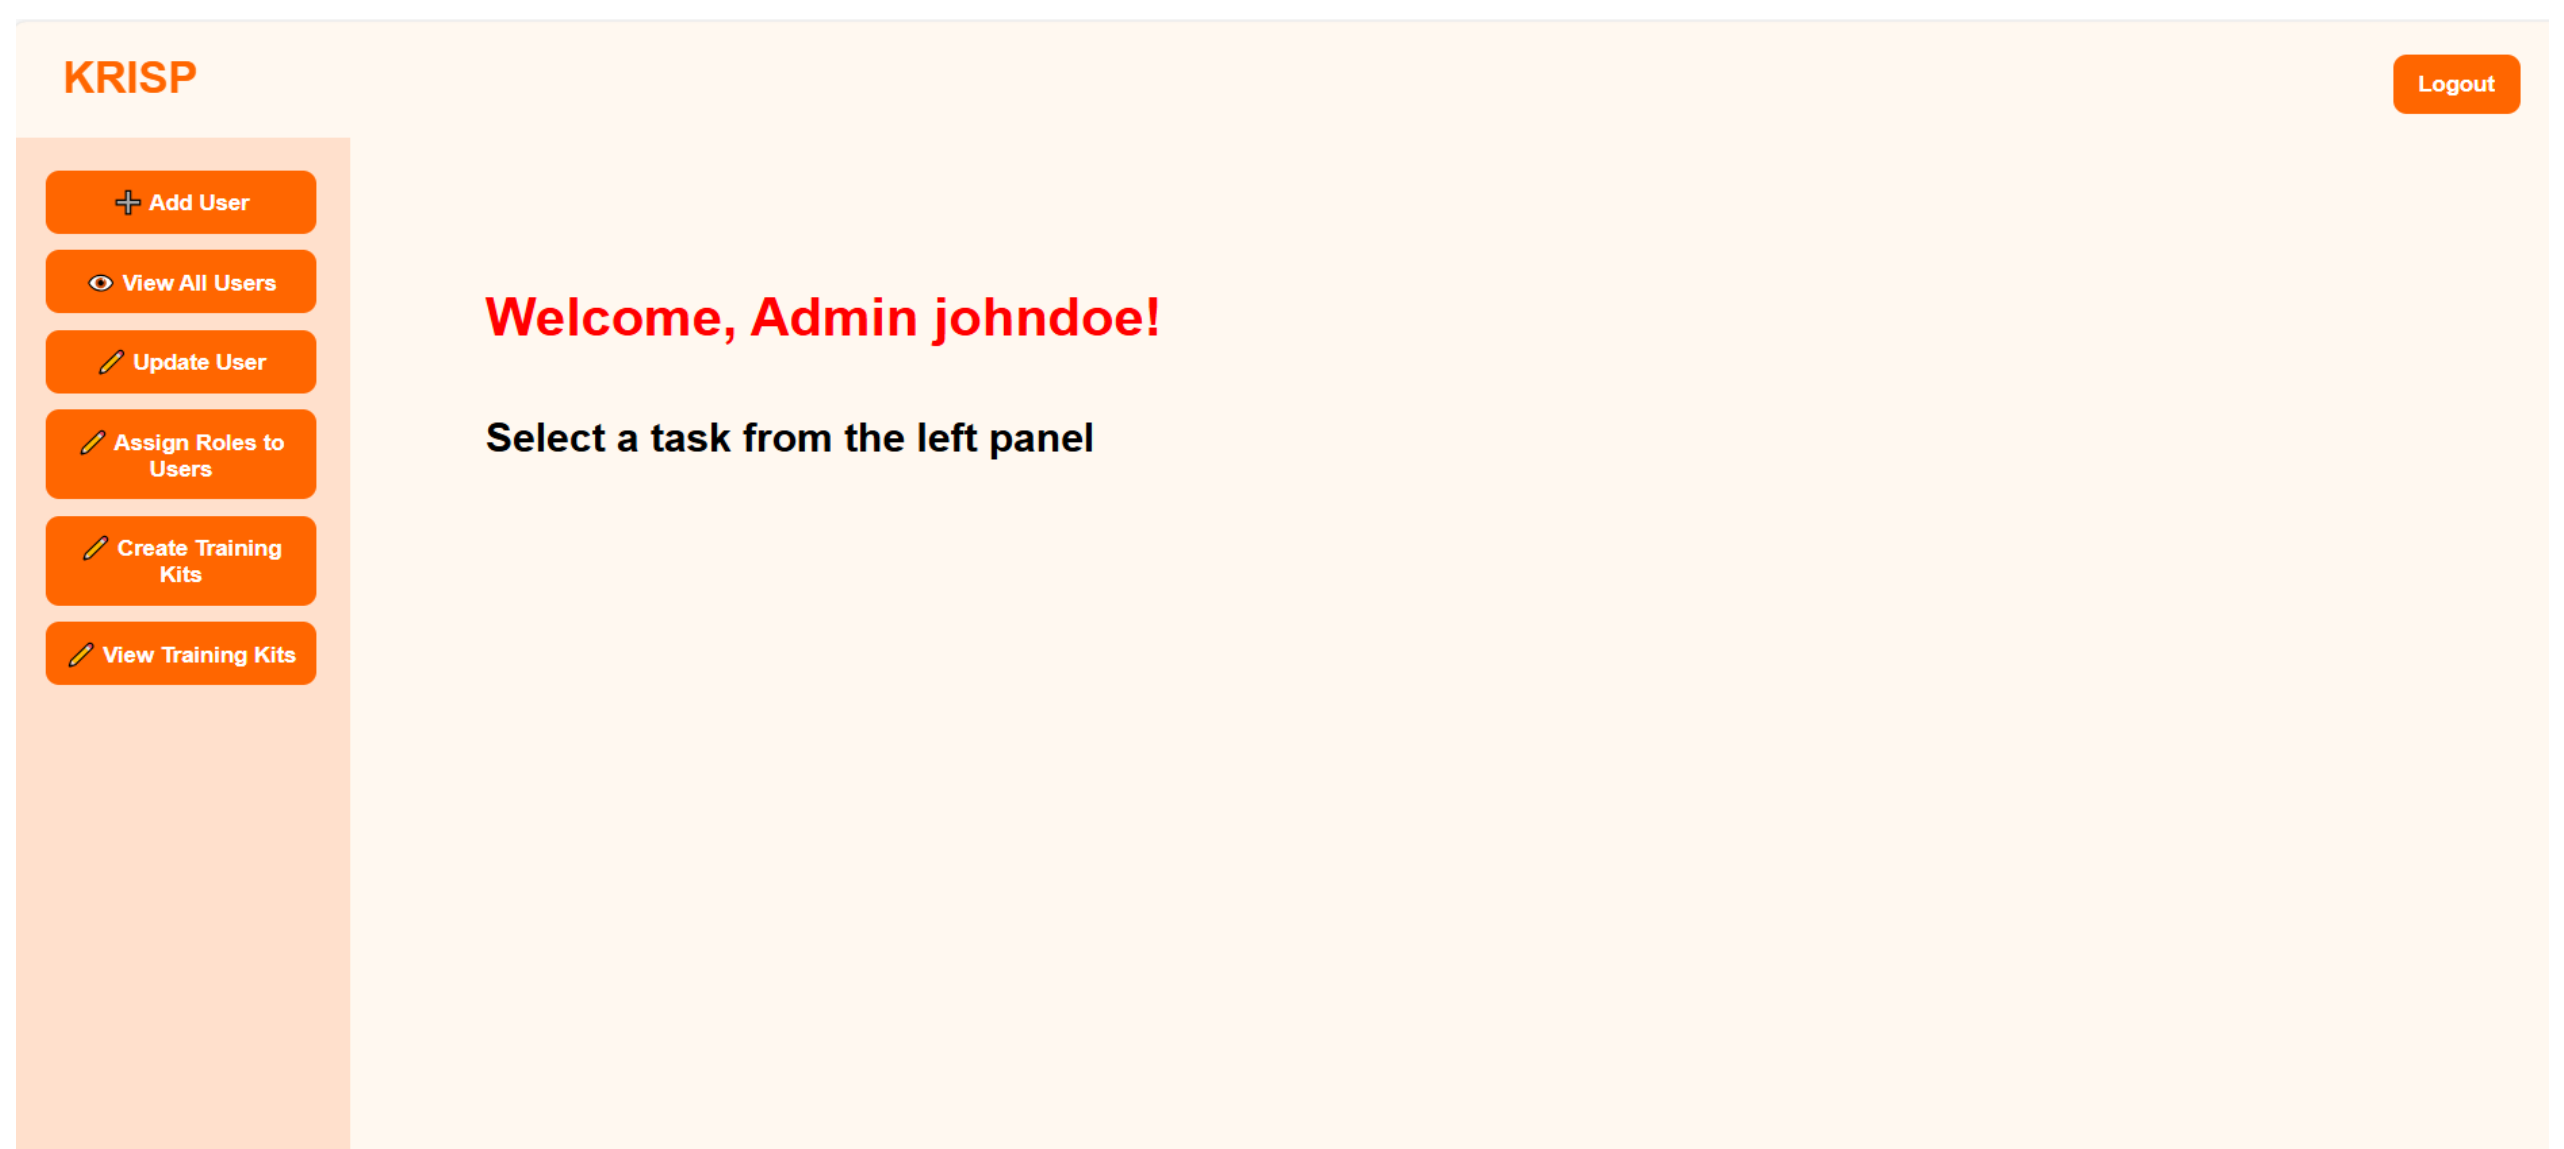 KRISP
Logout
➕ Add User
👁 View All Users
✏️ Update User
✏️ Assign Roles to
Users
✏️ Create Training
Kits
✏️ View Training Kits
Welcome, Admin johndoe!
Select a task from the left panel